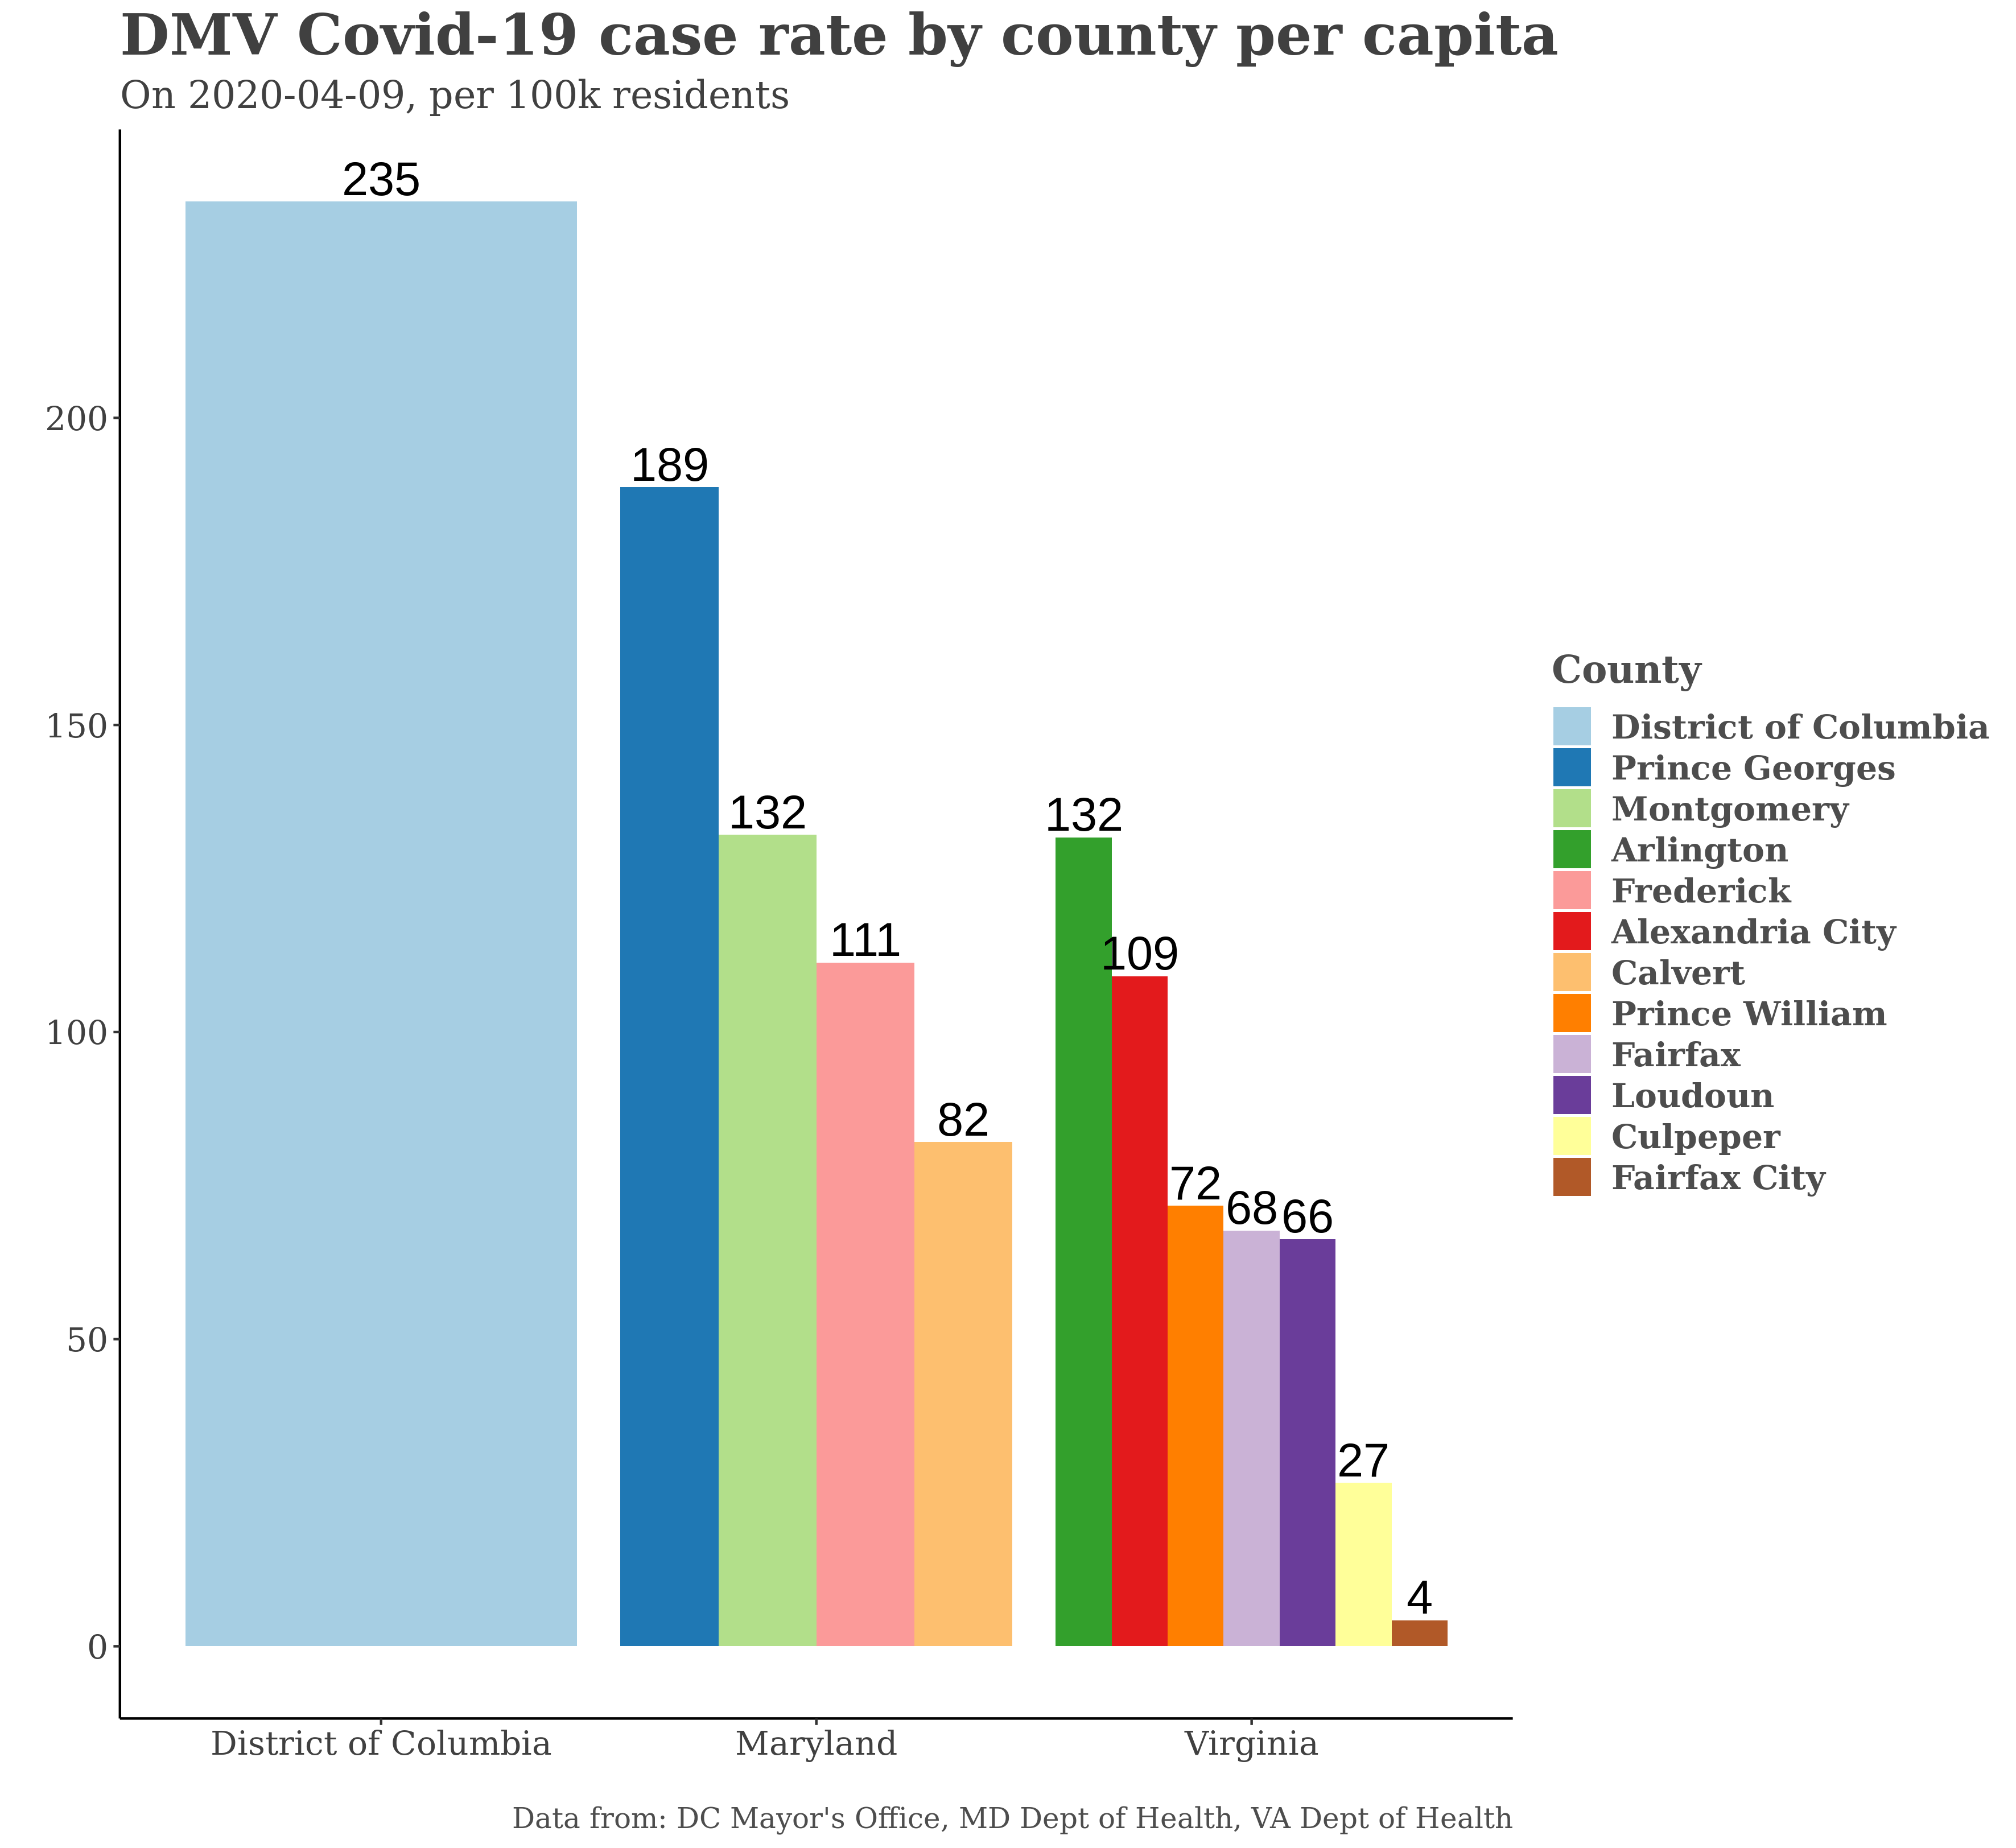 DMV Covid-19 case rate by county per capita
On 2020-04-09, per 100k residents
235
200
189
150
132
132
111
109
100
82
72
68
66
50
27
4
0
County
District of Columbia
Prince Georges
Montgomery
Arlington
Frederick
Alexandria City
Calvert
Prince William
Fairfax
Loudoun
Culpeper
Fairfax City
District of Columbia
Maryland
Virginia
Data from: DC Mayor's Office, MD Dept of Health, VA Dept of Health